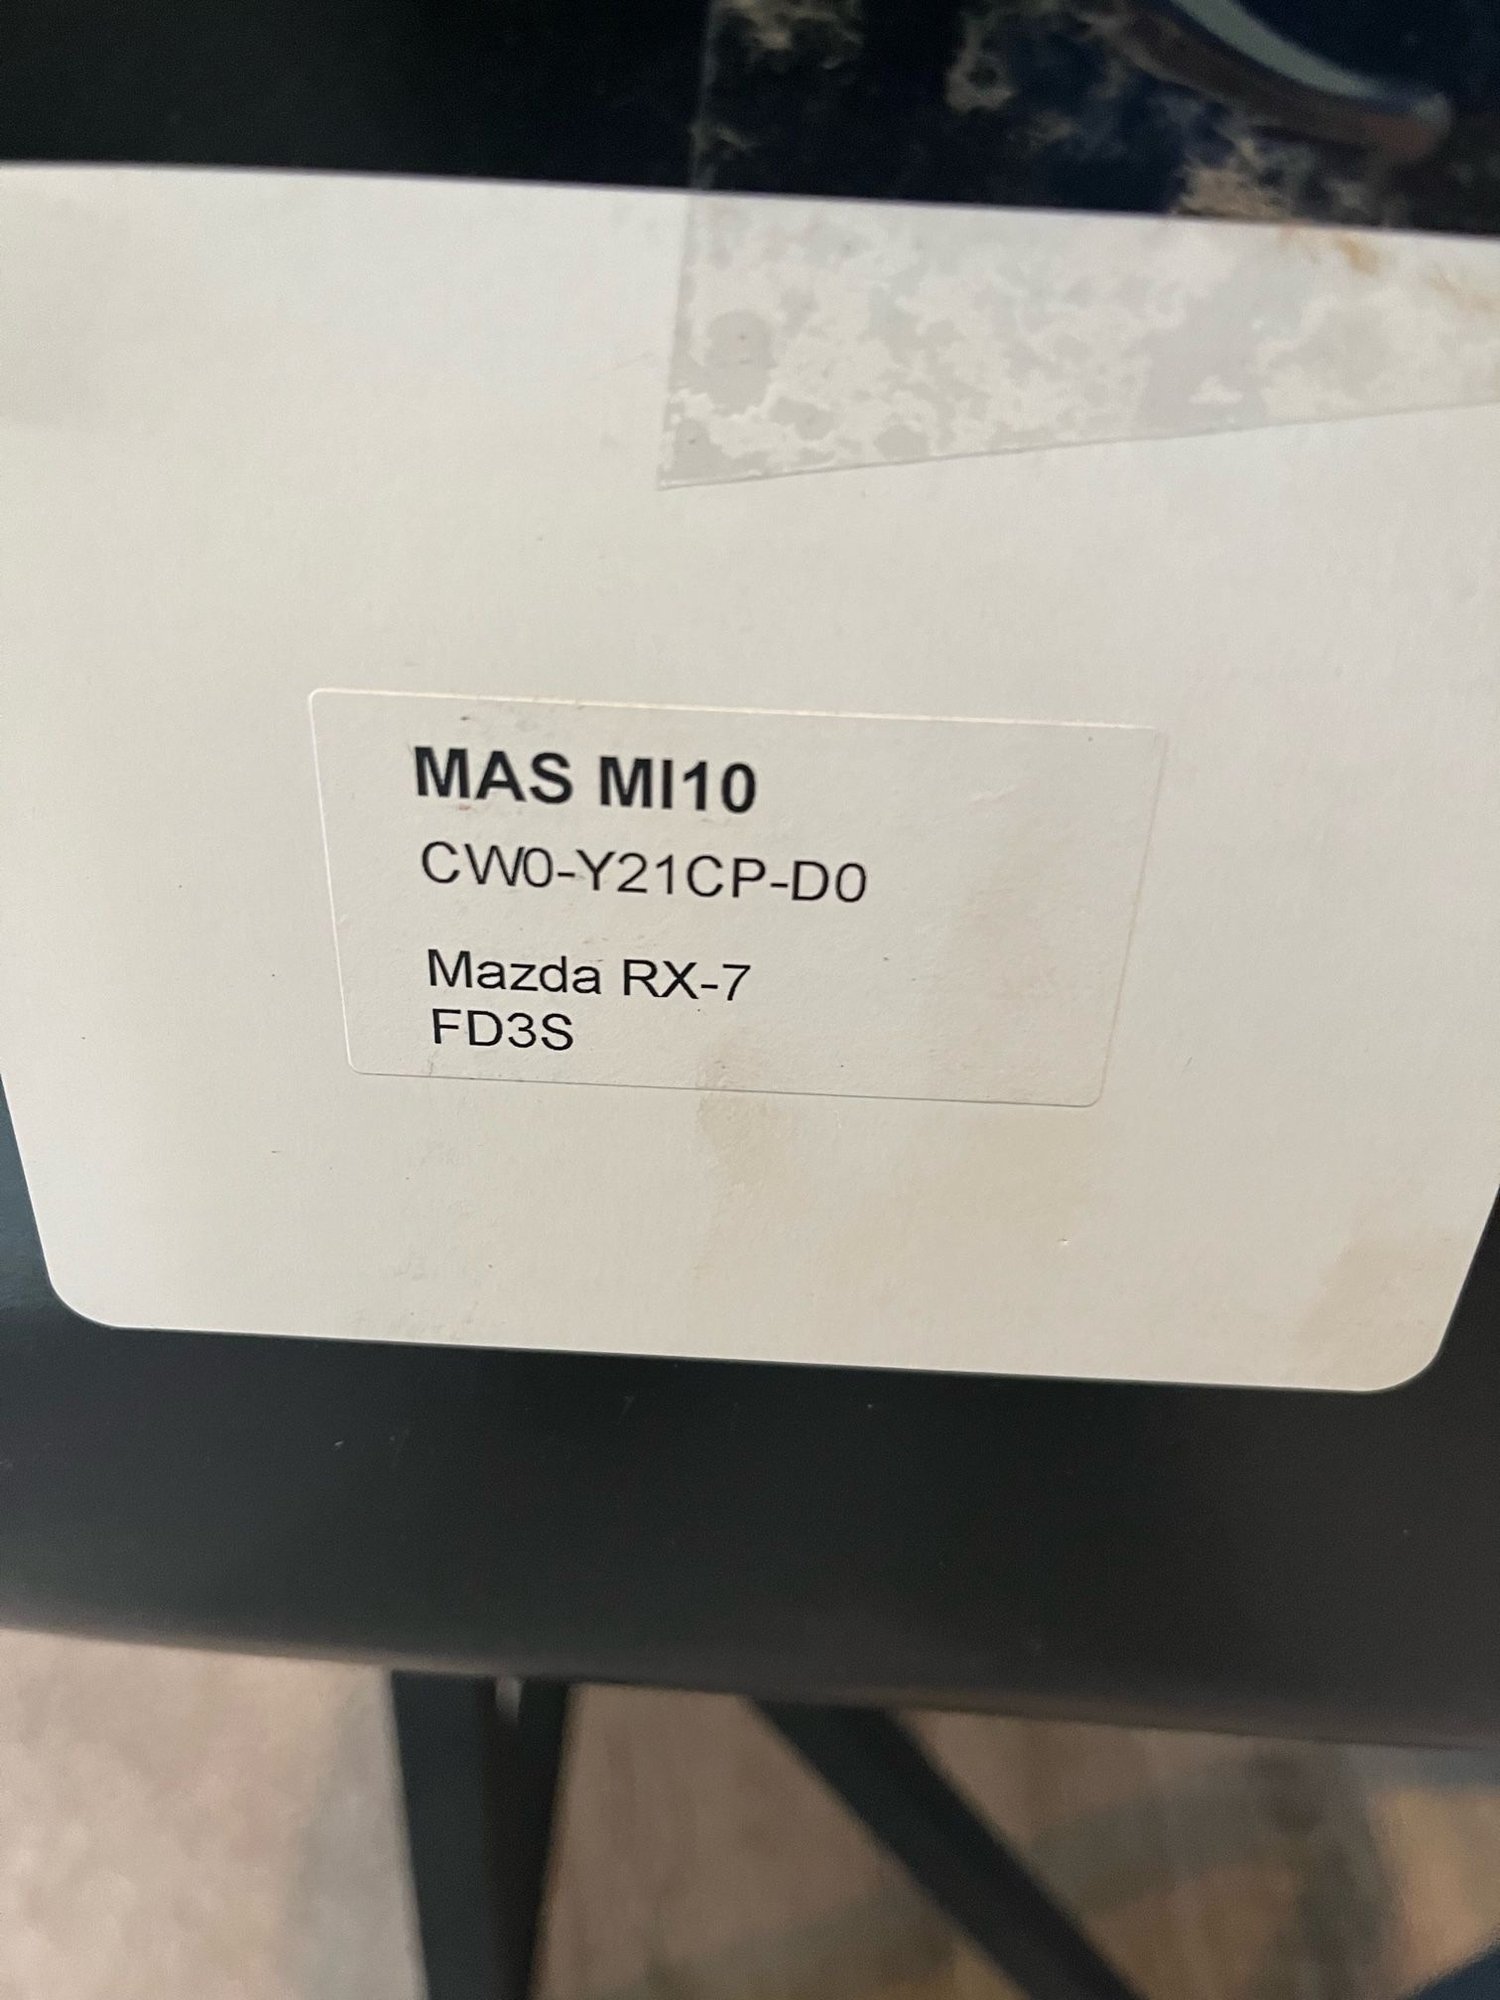 MAS MI10
CW0-Y21CP-D0
Mazda RX-7
FD3S